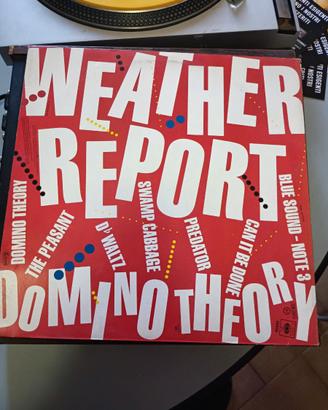 WEATHER
REPORT
DOMINO THEORY
THE PEASANT
D' WALTZ
SWAMP CABBAGE
PREDATOR
CAN IT BE DONE
BLUE SOUND – NOTE 3
DOMINO THEORY
CBS